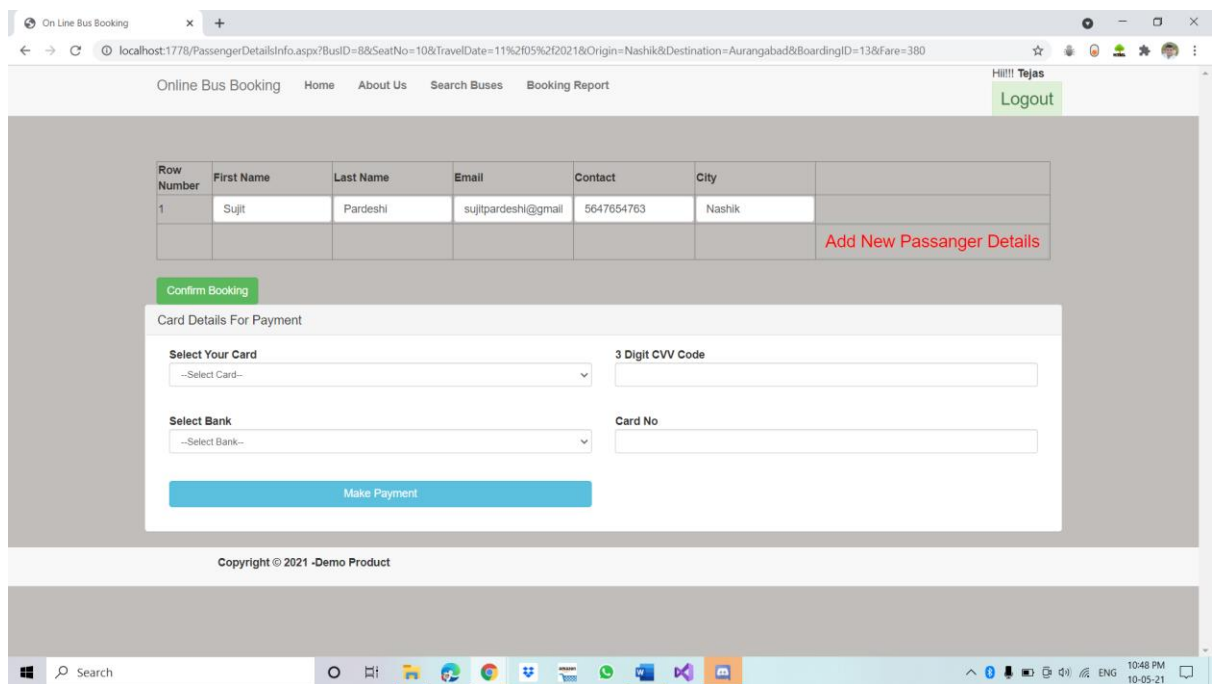 On Line Bus Booking
localhost:1778/PassengerDetailsInfo.aspx?BusID=8&SeatNo=10&TravelDate=11%2f05%2f2021&Origin=Nashik&Destination=Aurangabad&BoardingID=13&Fare=380
Hi!!! Tejas
Online Bus Booking Home About Us Search Buses Booking Report
Logout
Row Number First Name Last Name Email Contact City
1 Sujit Pardeshi sujitpardeshi@gmail 5647654763 Nashik
Add New Passanger Details
Confirm Booking
Card Details For Payment
Select Your Card 3 Digit CVV Code
--Select Card--
Select Bank Card No
--Select Bank--
Make Payment
Copyright © 2021 -Demo Product
Search ENG 10:48 PM
10-05-21